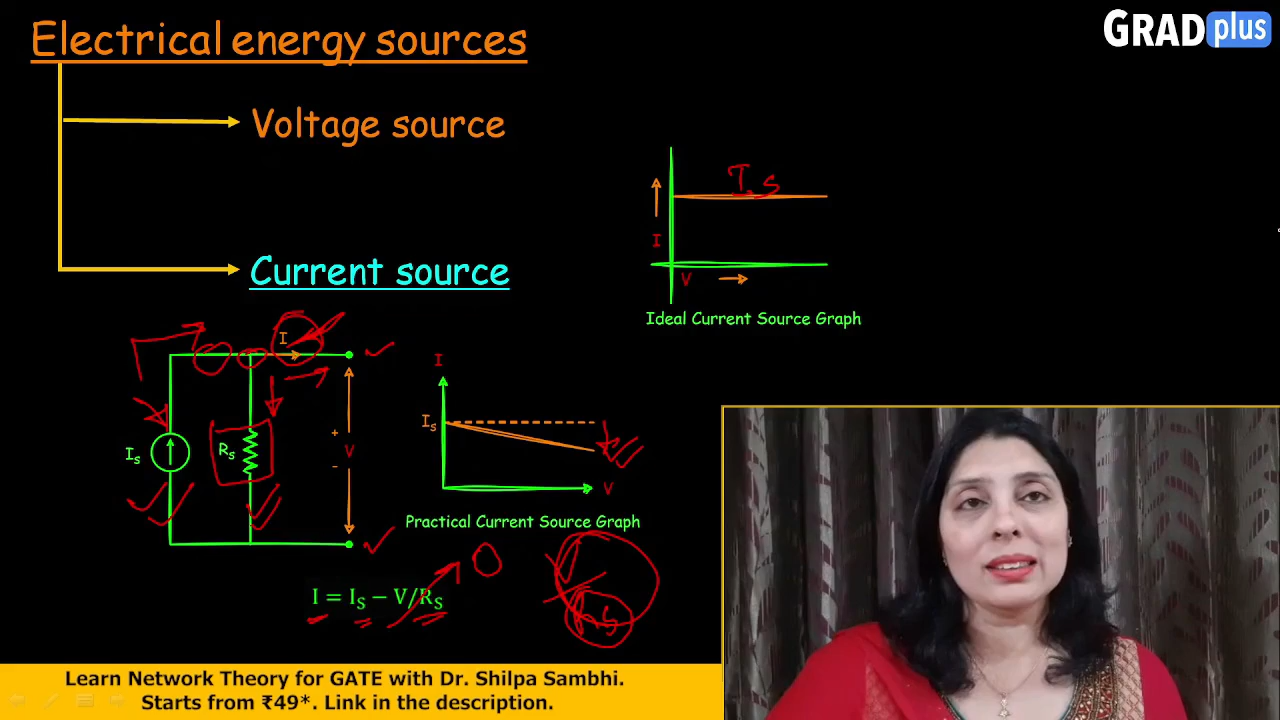 Electrical energy sources
GRADplus
Voltage source
Is
I
V
Current source
Ideal Current Source Graph
I
I
Is
+
Is
Rs
V
-
V
Practical Current Source Graph
0
I = IS − V/RS
V
Rs
Learn Network Theory for GATE with Dr. Shilpa Sambhi.
Starts from ₹49*. Link in the description.